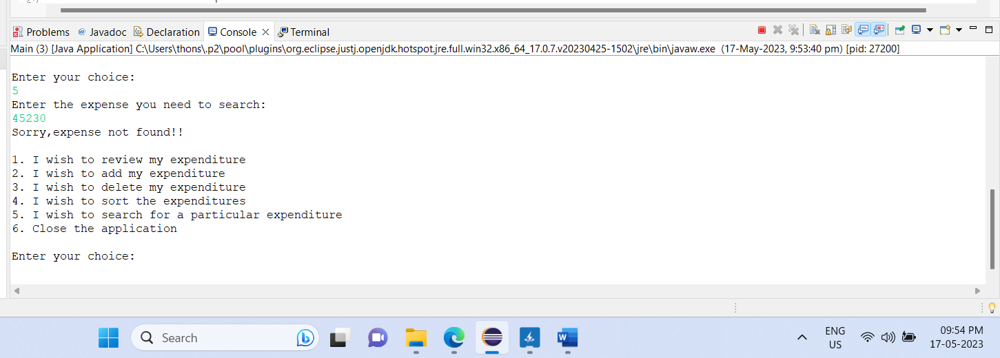 Problems @ Javadoc Declaration Console Terminal
Main (3) [Java Application] C:\Users\thons\.p2\pool\plugins\org.eclipse.justj.openjdk.hotspot.jre.full.win32.x86_64_17.0.7.v20230425-1502\jre\bin\javaw.exe (17-May-2023, 9:53:40 pm) [pid: 27200]
Enter your choice:
5
Enter the expense you need to search:
45230
Sorry,expense not found!!
1. I wish to review my expenditure
2. I wish to add my expenditure
3. I wish to delete my expenditure
4. I wish to sort the expenditures
5. I wish to search for a particular expenditure
6. Close the application
Enter your choice:
Search
W
ENG
US
09:54 PM
17-05-2023